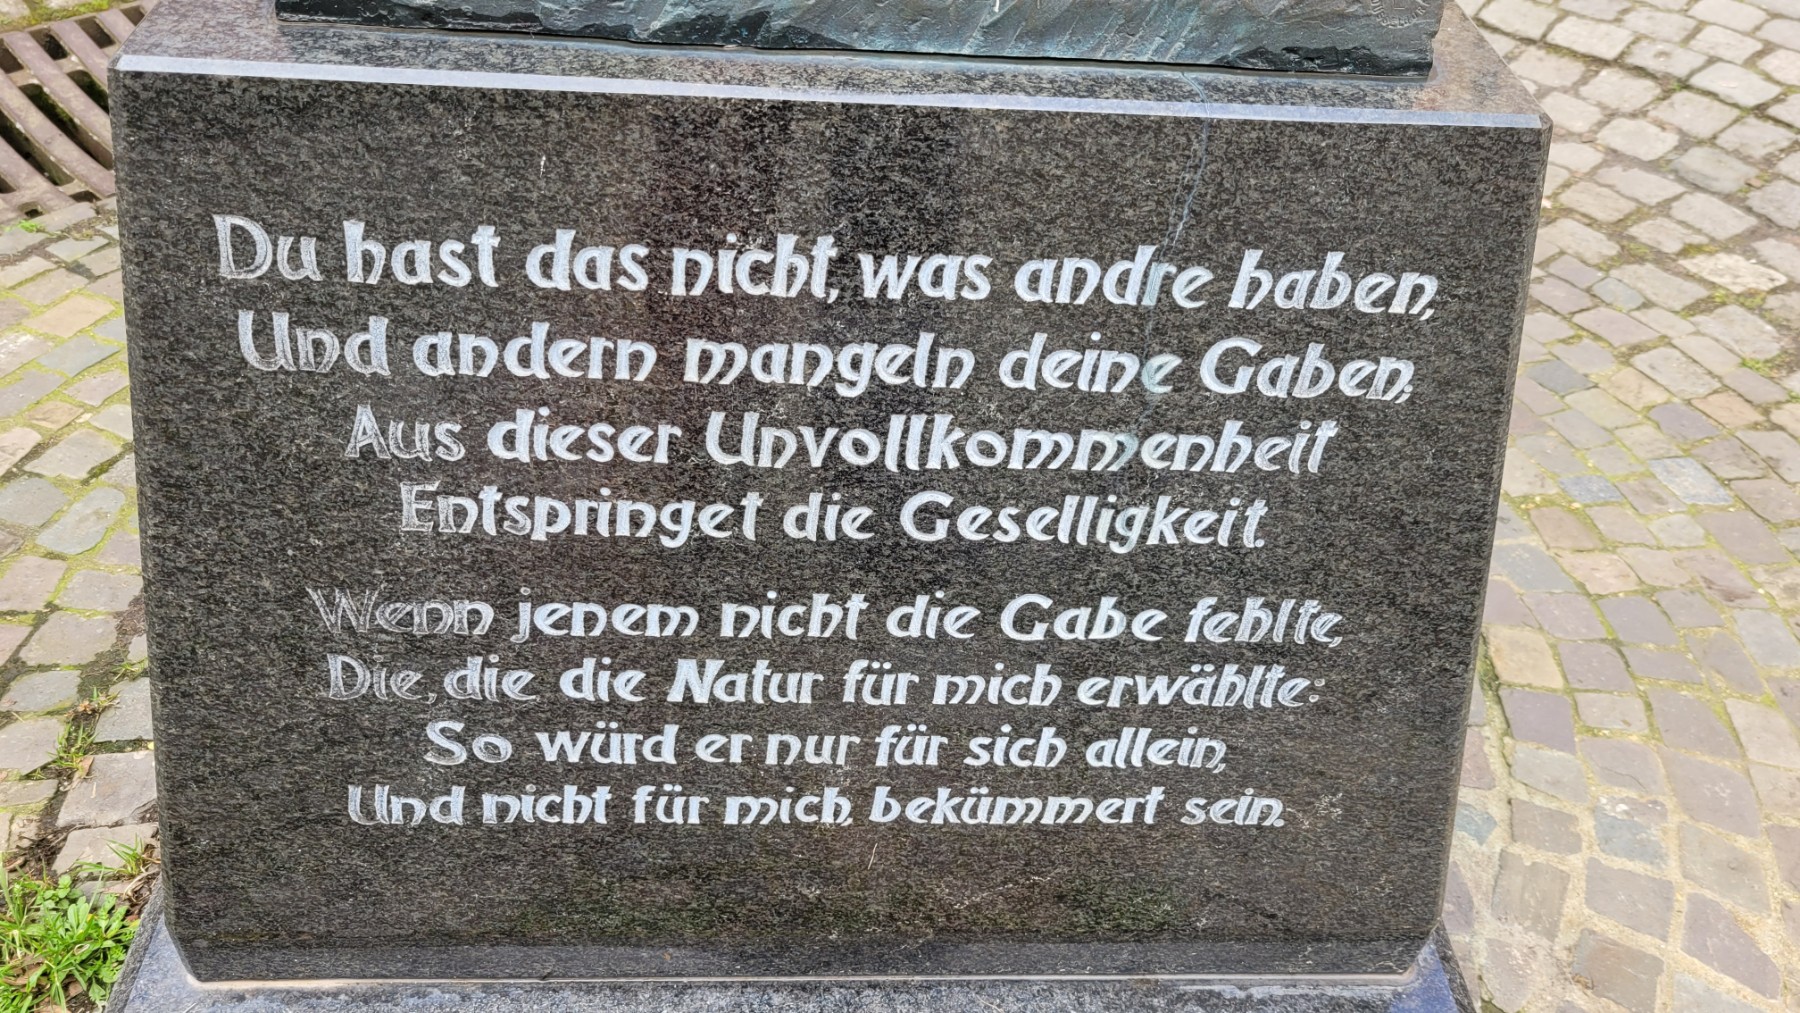 Du hast das nicht, was andre haben,
Und andern mangeln deine Gaben;
Aus dieser Unvollkommenheit
Entspringet die Geselligkeit.
Wenn jenem nicht die Gabe fehlte,
Die, die die Natur für mich erwählte:
So würd er nur für sich allein,
Und nicht für mich, bekümmert sein.